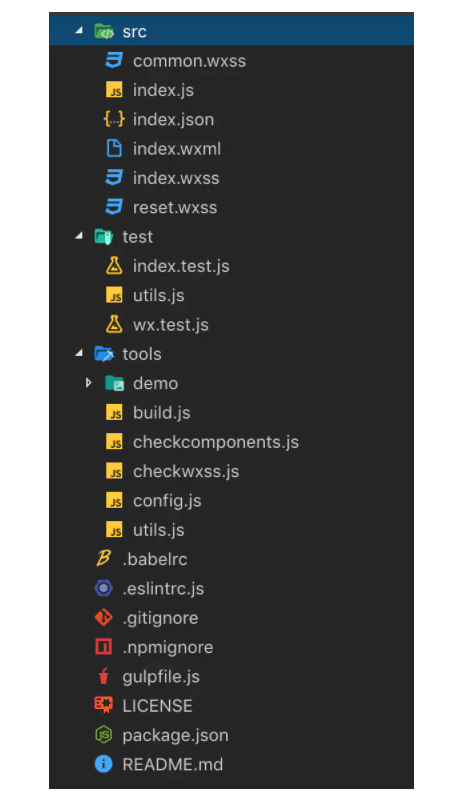 src
common.wxss
index.js
index.json
index.wxml
index.wxss
reset.wxss
test
index.test.js
utils.js
wx.test.js
tools
demo
build.js
checkcomponents.js
checkwxss.js
config.js
utils.js
.babelrc
.eslintrc.js
.gitignore
.npmignore
gulpfile.js
LICENSE
package.json
README.md